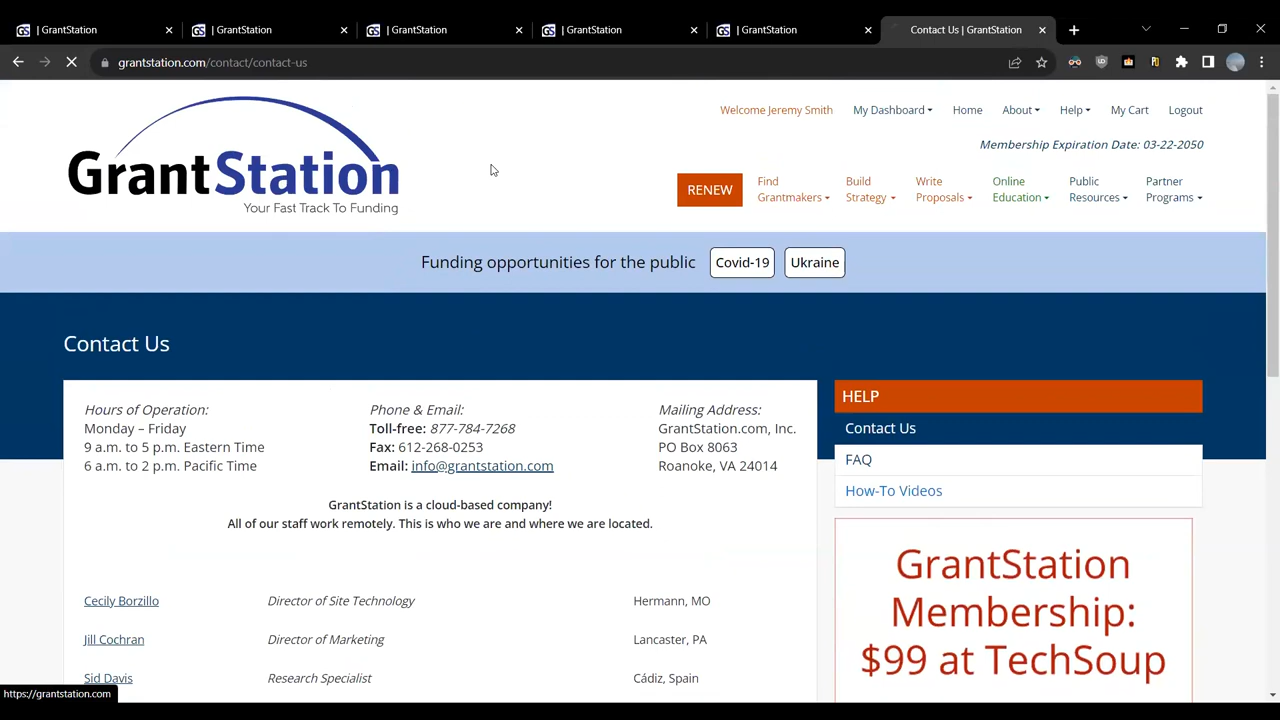 | GrantStation
| GrantStation
| GrantStation
| GrantStation
| GrantStation
Contact Us | GrantStation
grantstation.com/contact/contact-us
GrantStation
Your Fast Track To Funding
Welcome Jeremy Smith My Dashboard Home About Help My Cart Logout
Membership Expiration Date: 03-22-2050
RENEW
Find Grantmakers
Build Strategy
Write Proposals
Online Education
Public Resources
Partner Programs
Funding opportunities for the public Covid-19 Ukraine
Contact Us
Hours of Operation:
Monday – Friday
9 a.m. to 5 p.m. Eastern Time
6 a.m. to 2 p.m. Pacific Time
Phone & Email:
Toll-free: 877-784-7268
Fax: 612-268-0253
Email: info@grantstation.com
Mailing Address:
GrantStation.com, Inc.
PO Box 8063
Roanoke, VA 24014
GrantStation is a cloud-based company!
All of our staff work remotely. This is who we are and where we are located.
Cecily Borzillo Director of Site Technology Hermann, MO
Jill Cochran Director of Marketing Lancaster, PA
Sid Davis Research Specialist Cádiz, Spain
HELP
Contact Us
FAQ
How-To Videos
GrantStation
Membership:
$99 at TechSoup
https://grantstation.com